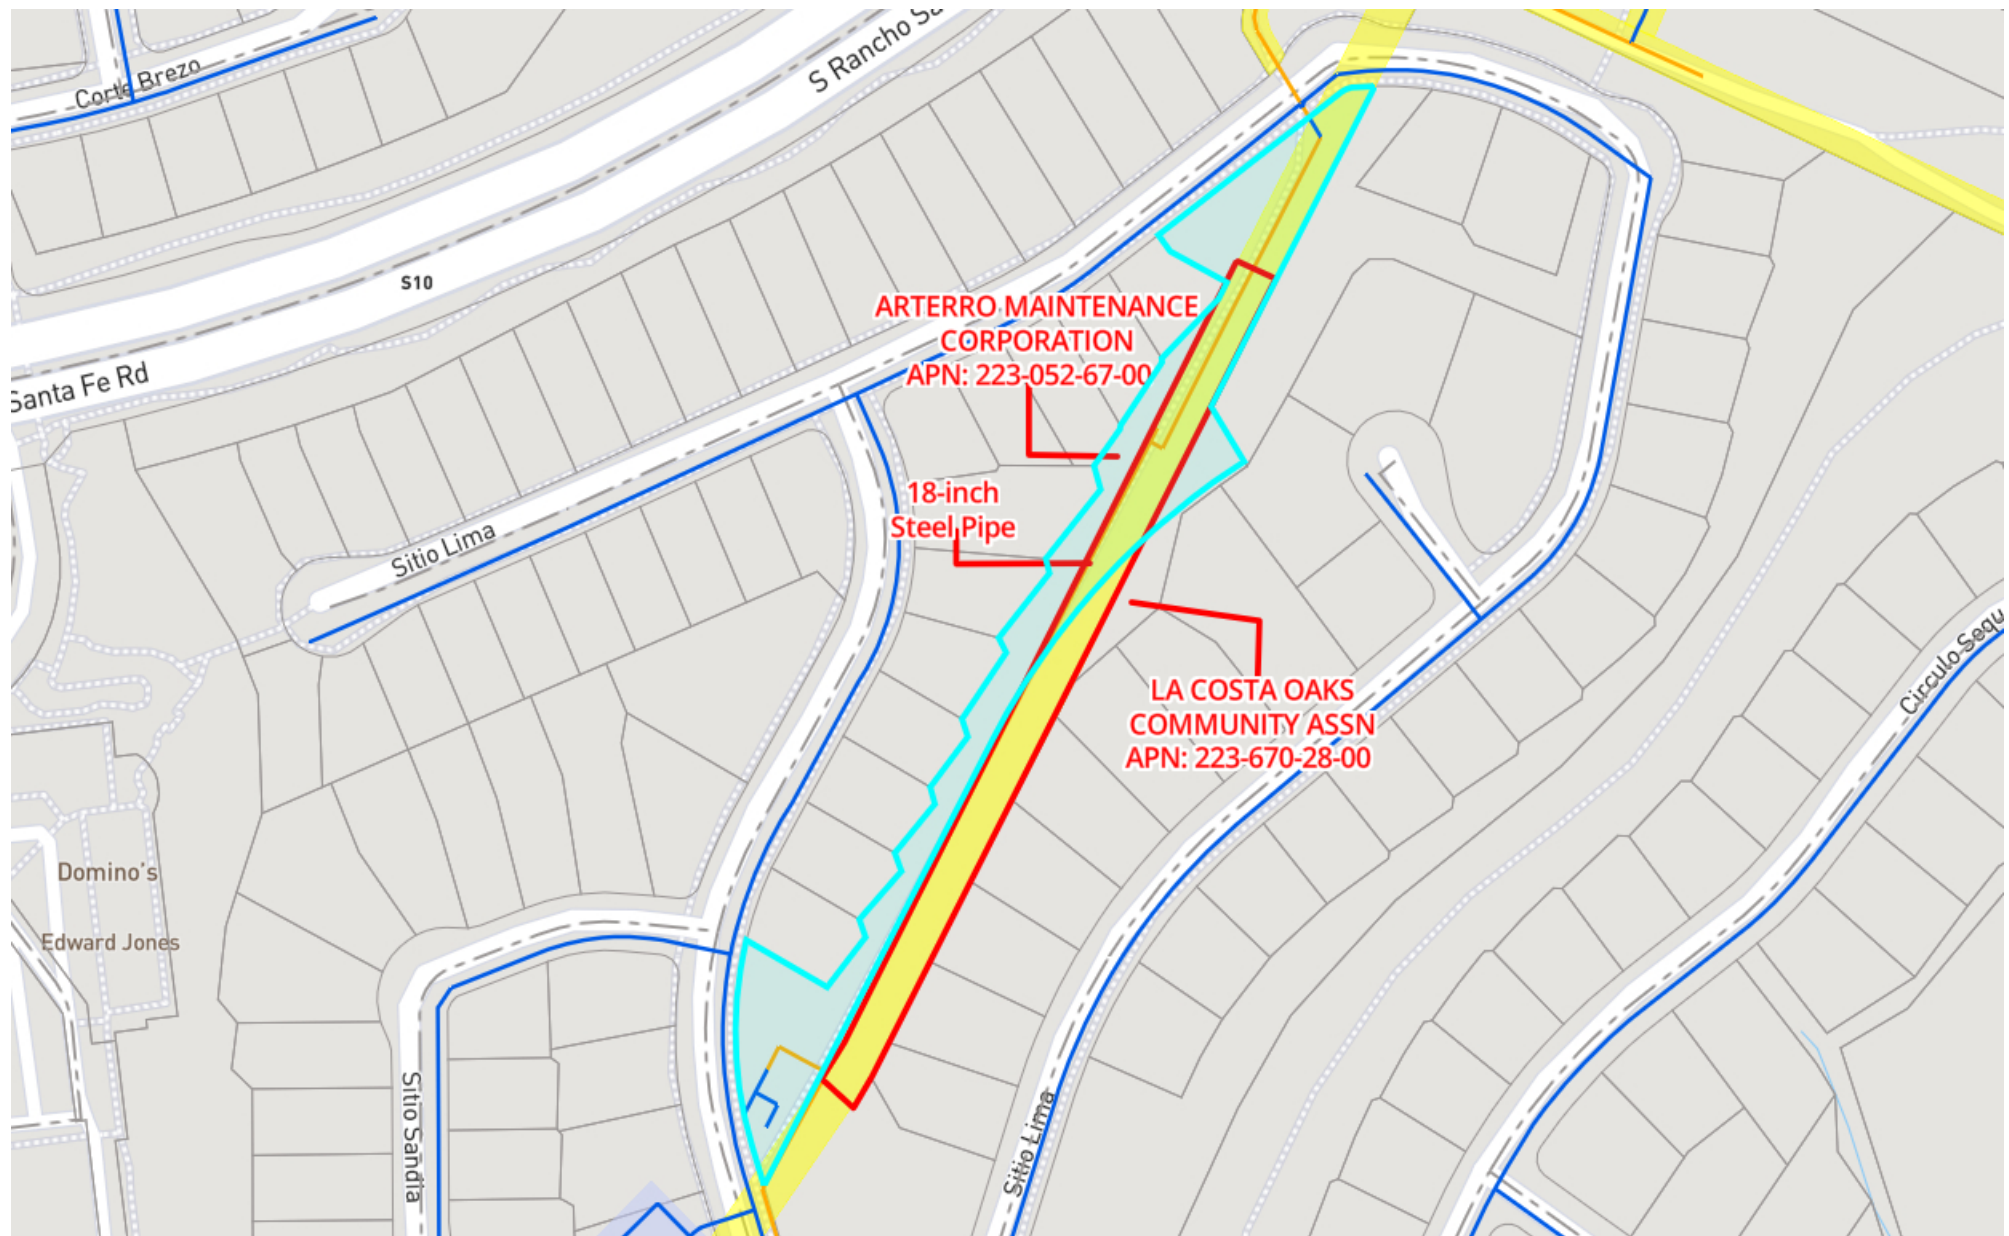 S Rancho Sa
Corte Brezo
S10
ARTERRO MAINTENANCE
CORPORATION
APN: 223-052-67-00
Santa Fe Rd
18-inch
Steel Pipe
Sitio Lima
Circulo Sequ
LA COSTA OAKS
COMMUNITY ASSN
APN: 223-670-28-00
Domino's
Edward Jones
Sitio Sandia
Sitio Lima